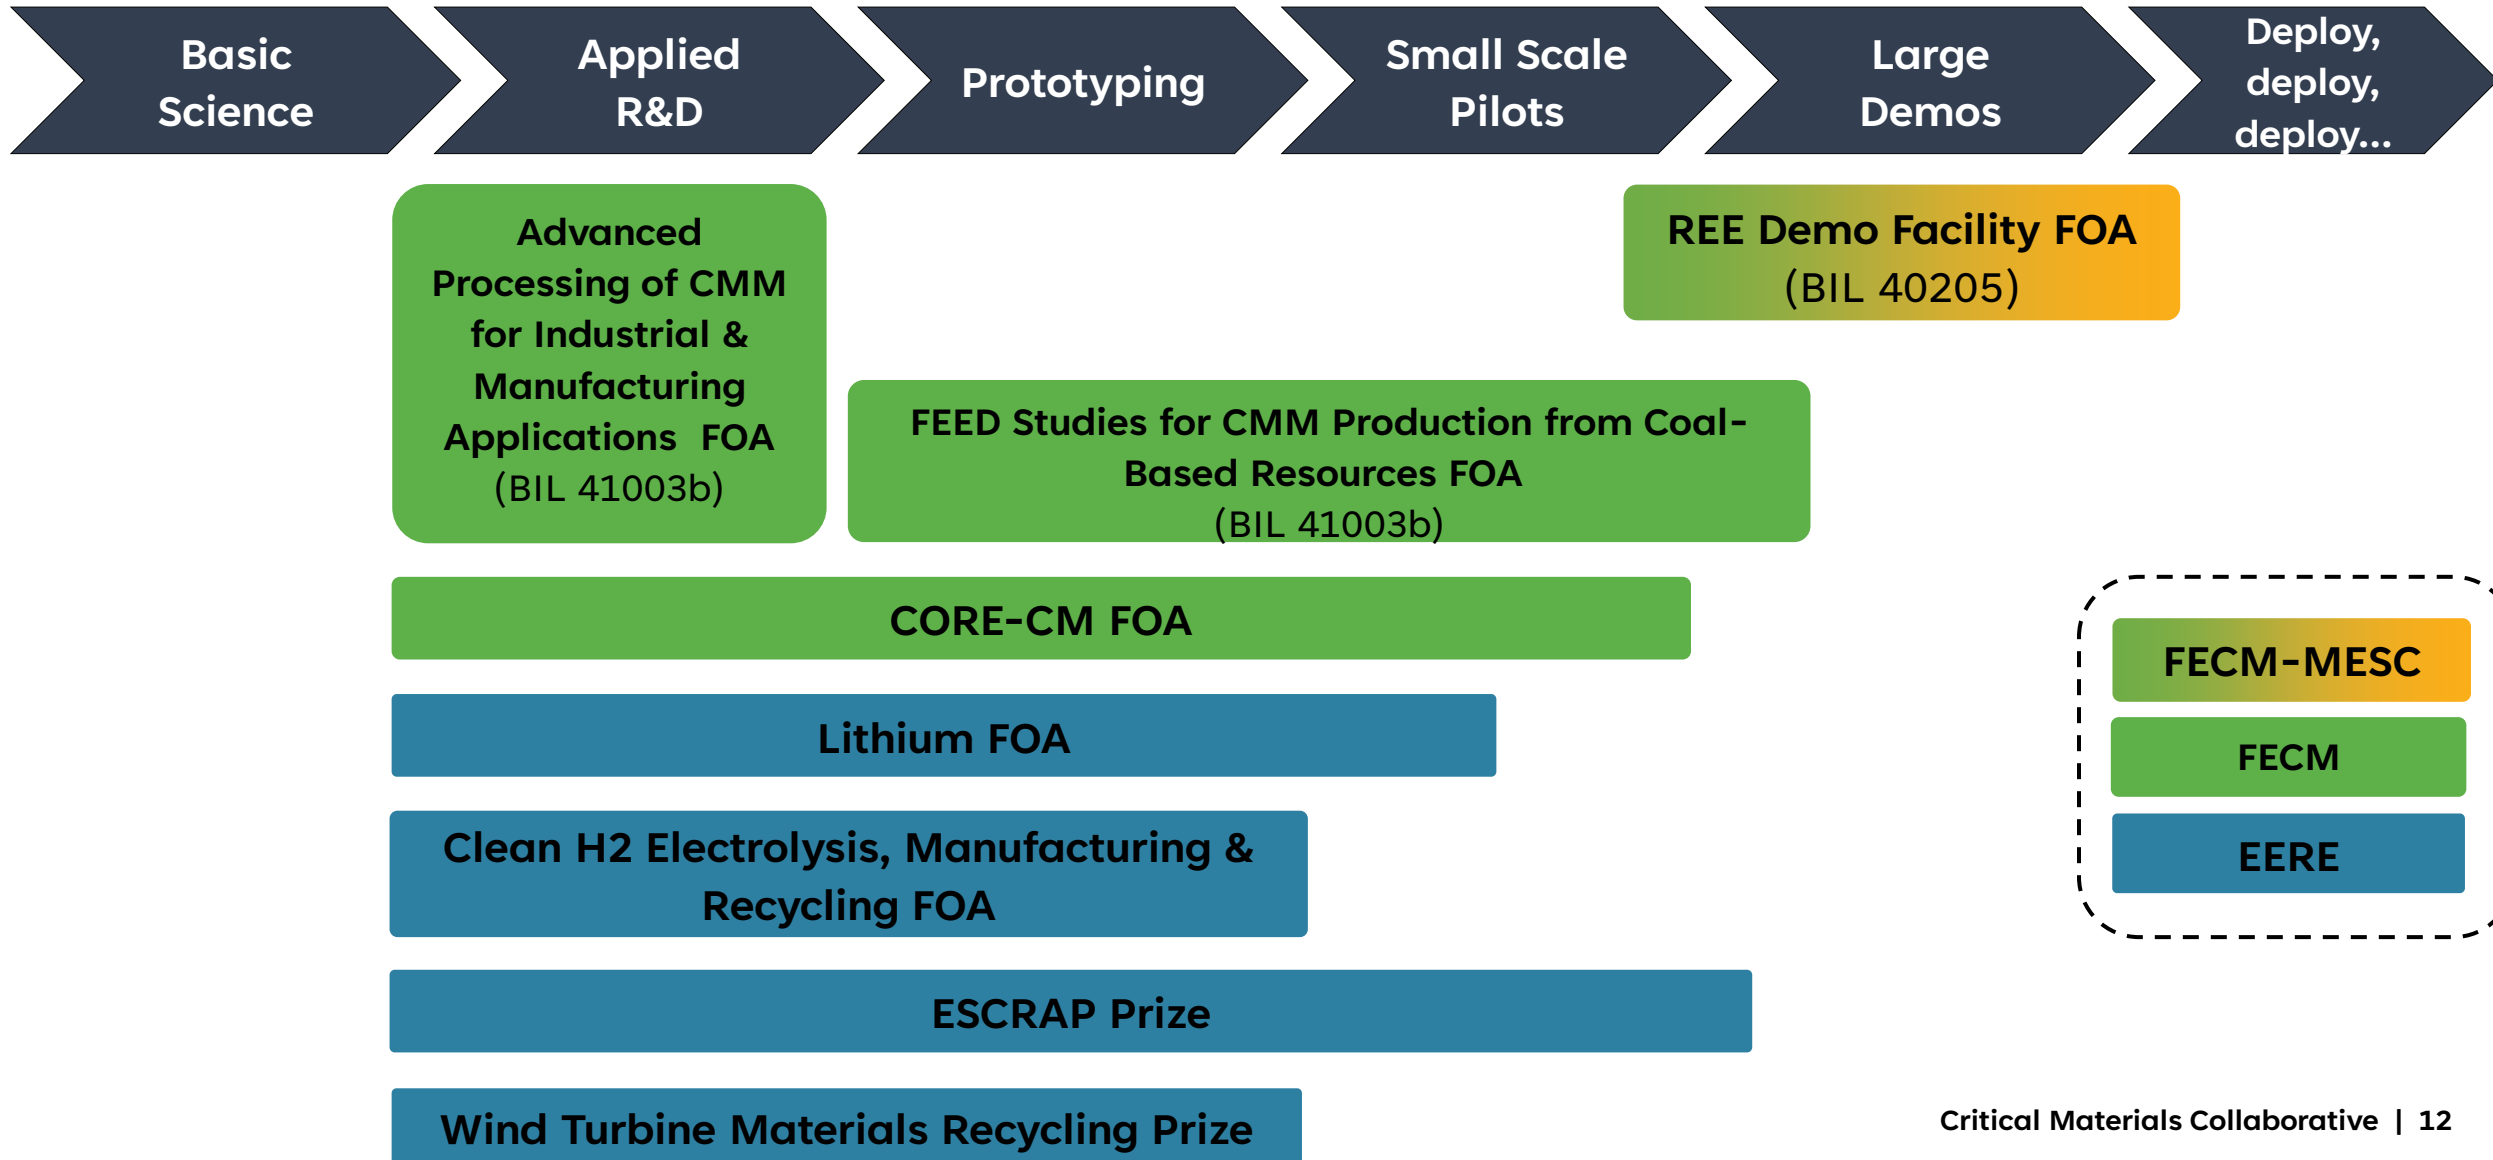 Basic
Science
Applied
R&D
Prototyping
Small Scale
Pilots
Large
Demos
Deploy,
deploy,
deploy...
Advanced
Processing of CMM
for Industrial &
Manufacturing
Applications  FOA
(BIL 41003b)
REE Demo Facility FOA
(BIL 40205)
FEED Studies for CMM Production from Coal-
Based Resources FOA
(BIL 41003b)
CORE-CM FOA
Lithium FOA
Clean H2 Electrolysis, Manufacturing &
Recycling FOA
ESCRAP Prize
Wind Turbine Materials Recycling Prize
FECM-MESC
FECM
EERE
Critical Materials Collaborative | 12